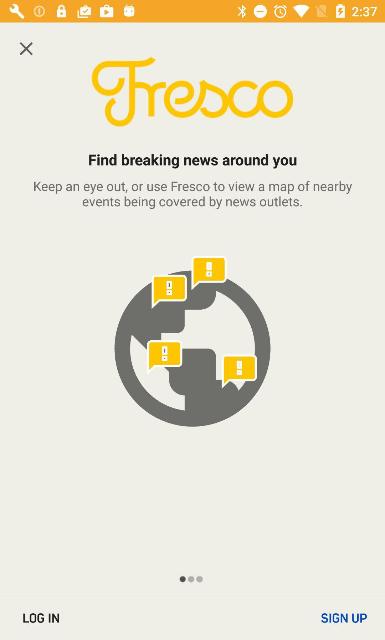 2:37
Fresco
Find breaking news around you
Keep an eye out, or use Fresco to view a map of nearby
events being covered by news outlets.
LOG IN
SIGN UP